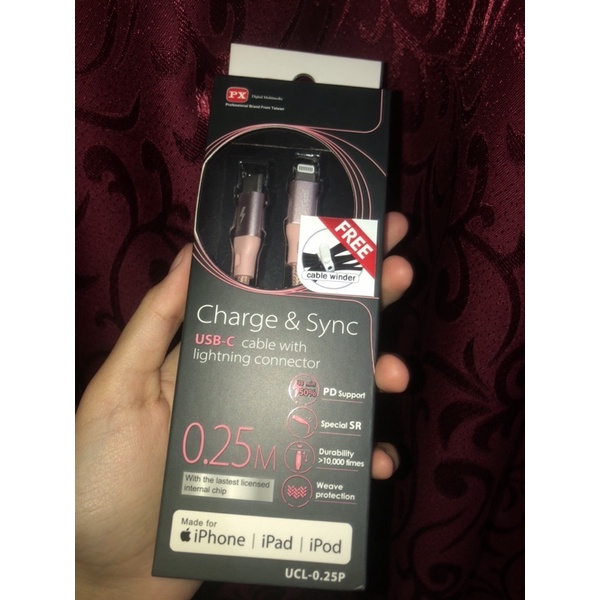 PX
Digital Multimedia
Professional Brand From Taiwan
FREE
cable winder
Charge & Sync
USB-C cable with
lightning connector
50%
PD Support
Special SR
0.25M
Durability
>10,000 times
With the lastest licensed
internal chip
Weave
protection
Made for
iPhone | iPad | iPod
UCL-0.25P